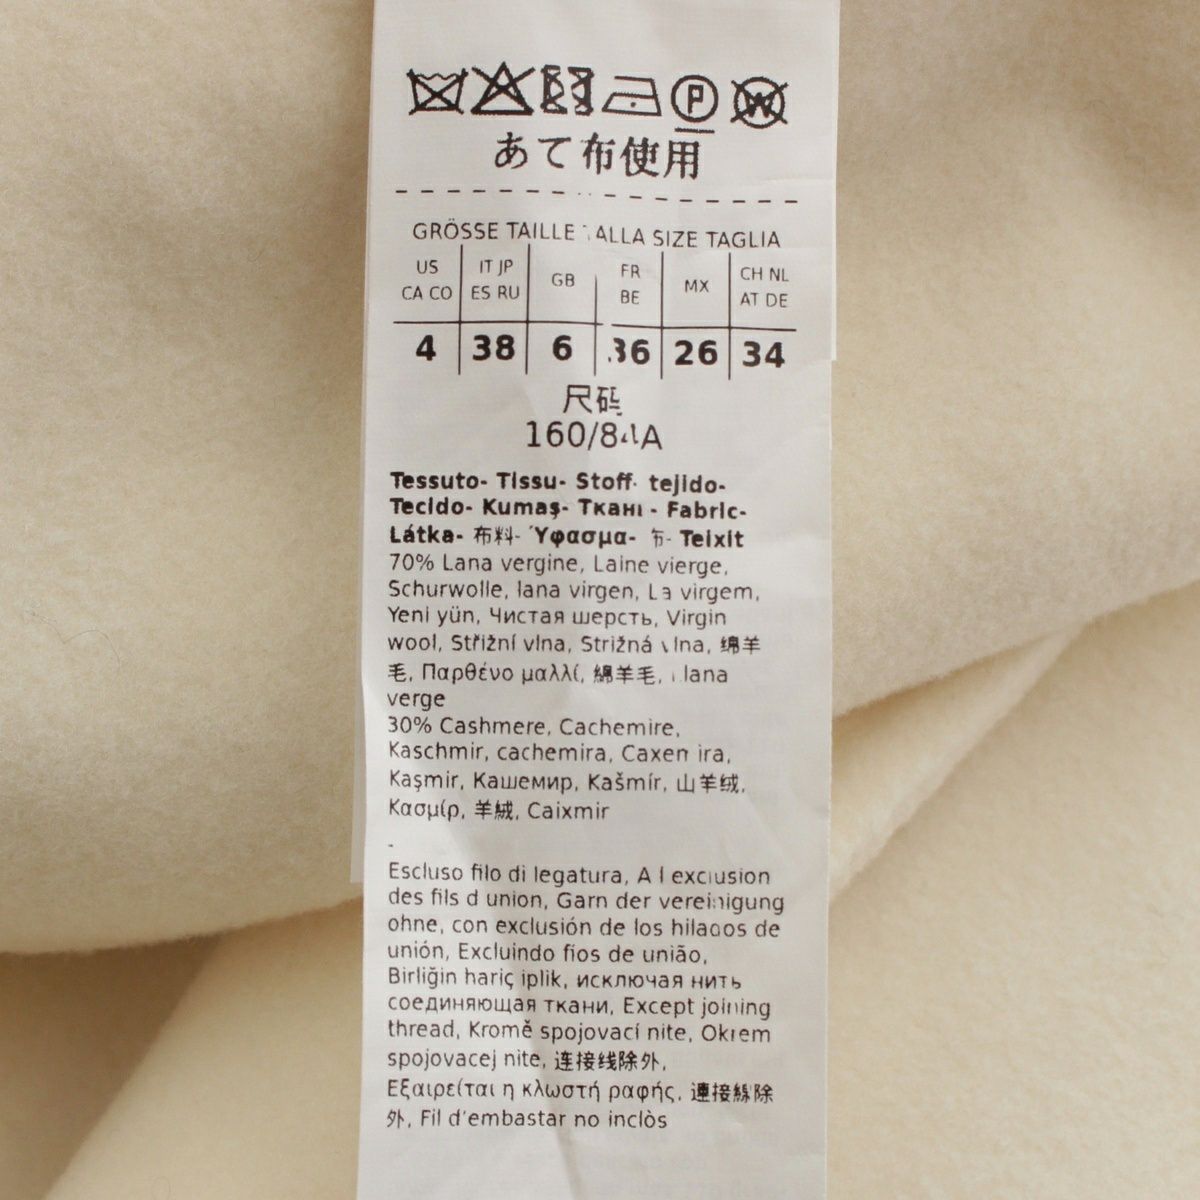 P W
あて布使用
GRÖSSE TAILLE TALLA SIZE TAGLIA
US IT JP GB FR MX CH NL
CA CO ES RU BE AT DE
4 38 6 36 26 34
尺码
160/84A
Tessuto- Tissu- Stoff- tejido-
Tecido- Kumaş- Ткані - Fabric-
Látka- 布料- Ύφασμα- 布- Teixit
70% Lana vergine, Laine vierge,
Schurwolle, lana virgen, La virgem,
Yeni yün, Чистая шерсть, Virgin
wool, Střižní vlna, Strižná vlna, 绵羊
毛, Παρθένο μαλλί, 綿羊毛, lana
verge
30% Cashmere, Cachemire,
Kaschmir, cachemira, Caxemira,
Kaşmir, Кашемир, Kašmír, 山羊绒,
Κασμίρ, 羊絨, Caixmir
-
Escluso filo di legatura, A l exclusion
des fils d union, Garn der vereinigung
ohne, con exclusión de los hilados de
unión, Excluindo fios de união,
Birliğin hariç iplik, исключая нить
соединяющая ткани, Except joining
thread, Kromě spojovací nite, Okrem
spojovacej nite, 连接线除外,
Εξαιρείται η κλωστή ραφής, 連接線除
外, Fil d'embastar no inclòs